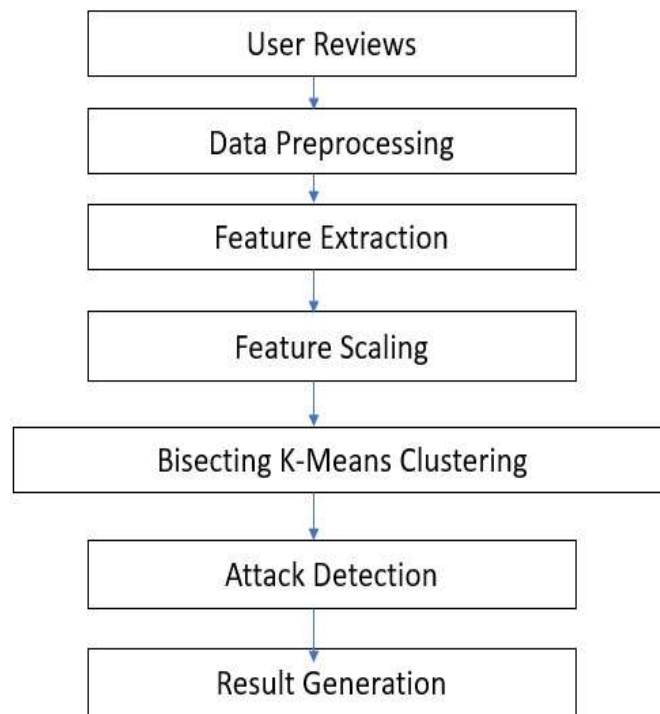 User Reviews
Data Preprocessing
Feature Extraction
Feature Scaling
Bisecting K-Means Clustering
Attack Detection
Result Generation